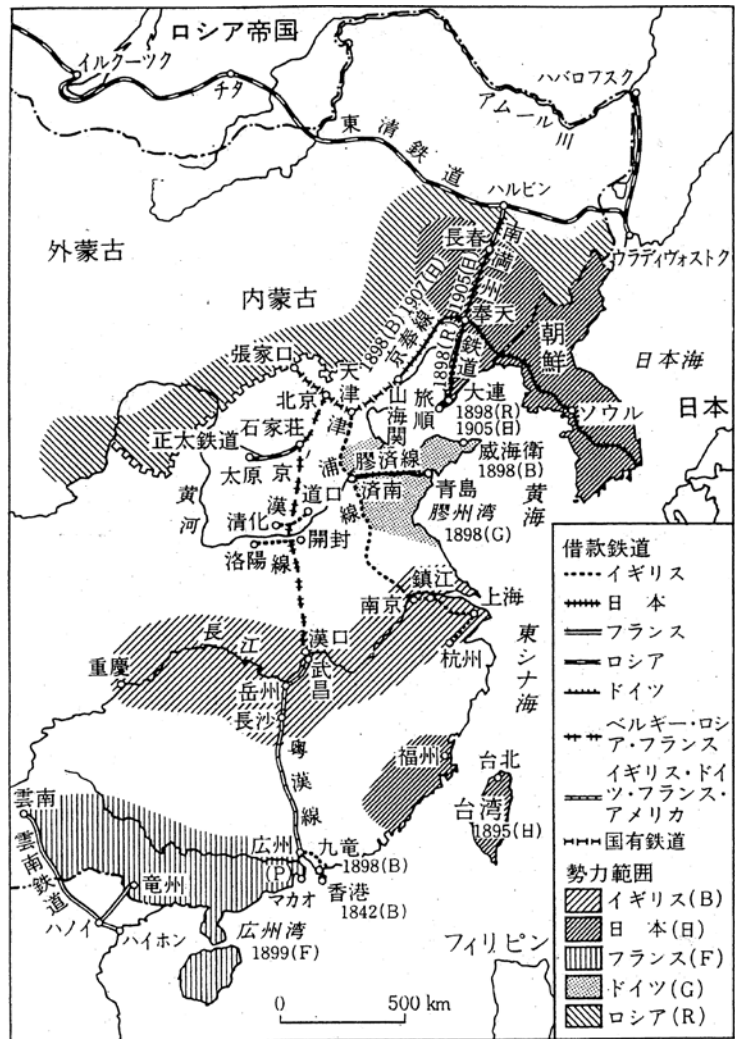 ロシア帝国
イルクーツク
チタ
ハバロフスク
アムール川
東清鉄道
ハルビン
外蒙古
内蒙古
長春
南満州鉄道
1905(日)
1898(R)
ウラディヴォストク
1898(B) 1907(日)
京奉線
奉天
朝鮮
日本海
日本
張家口
天津
北京
山海関
旅順
大連
1898(R)
1905(日)
ソウル
石家荘
正太鉄道
太原
京漢線
津浦線
膠済線
威海衛
1898(B)
黄河
道口
清化
済南
青島
膠州湾
1898(G)
黄海
洛陽
開封
鎮江
南京
上海
杭州
東シナ海
長江
漢口
武昌
重慶
岳州
長沙
粤漢線
福州
台北
台湾
1895(日)
雲南
雲南鉄道
広州
九竜
1898(B)
P
マカオ
香港
1842(B)
竜州
ハノイ
ハイホン
広州湾
1899(F)
フィリピン
0 500 km
借款鉄道
イギリス
日本
フランス
ロシア
ドイツ
ベルギー・ロシ
ア・フランス
イギリス・ドイ
ツ・フランス・
アメリカ
国有鉄道
勢力範囲
イギリス(B)
日本(日)
フランス(F)
ドイツ(G)
ロシア(R)